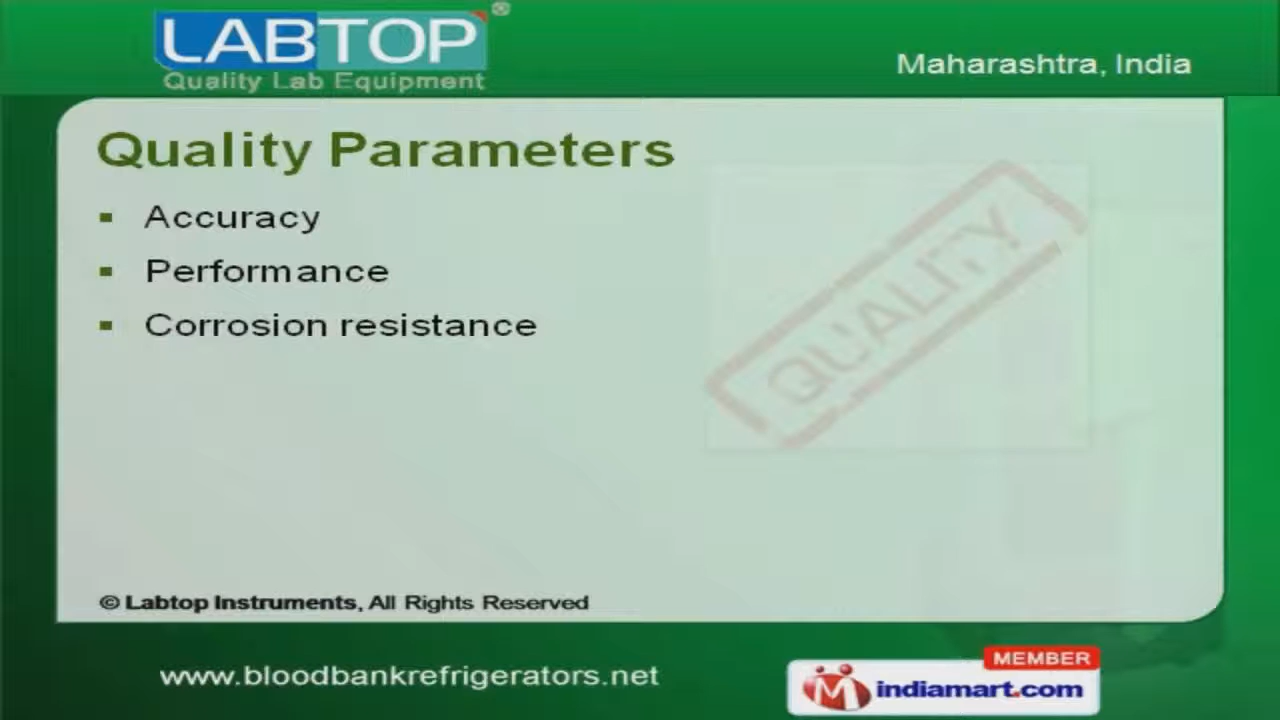 LABTOP®
Quality Lab Equipment
Maharashtra, India
Quality Parameters
▪ Accuracy
▪ Performance
▪ Corrosion resistance
QUALITY
© Labtop Instruments, All Rights Reserved
www.bloodbankrefrigerators.net
MEMBER
indiamart.com